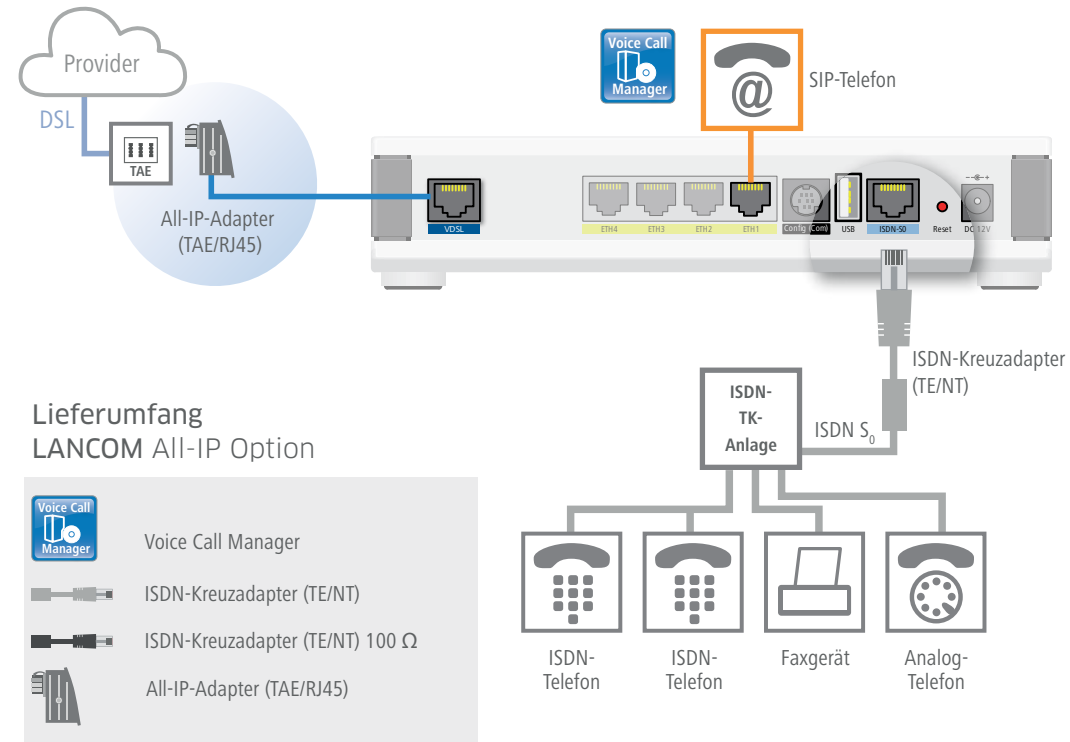 Provider
DSL
TAE
All-IP-Adapter
(TAE/RJ45)
Voice Call
Manager
@
SIP-Telefon
VDSL
ETH4
ETH3
ETH2
ETH1
Config (Com)
USB
ISDN-S0
Reset
DC 12V
ISDN-Kreuzadapter
(TE/NT)
ISDN-
TK-
Anlage
ISDN S₀
ISDN-
Telefon
ISDN-
Telefon
Faxgerät
Analog-
Telefon
Lieferumfang
LANCOM All-IP Option
Voice Call
Manager
Voice Call Manager
ISDN-Kreuzadapter (TE/NT)
ISDN-Kreuzadapter (TE/NT) 100 Ω
All-IP-Adapter (TAE/RJ45)